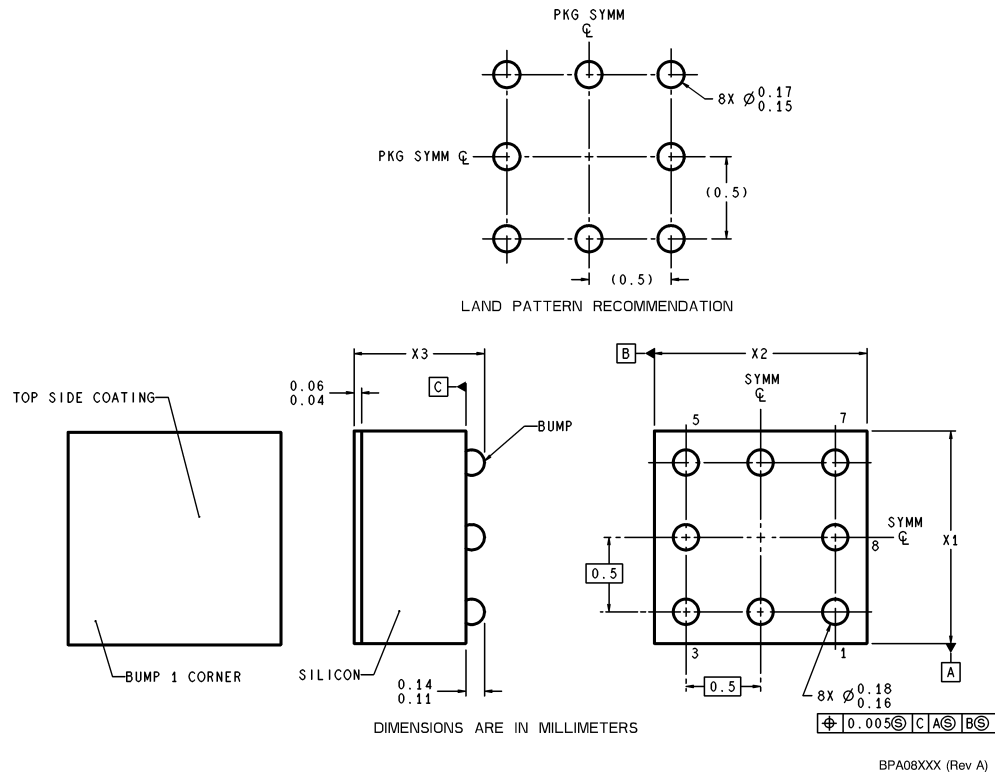 PKG SYMM
℄
8X Ø 0.17
0.15
PKG SYMM ℄
(0.5)
(0.5)
LAND PATTERN RECOMMENDATION
X3
B
X2
0.06
0.04
C
SYMM
℄
TOP SIDE COATING
5
7
BUMP
SYMM
℄
8
X1
0.5
BUMP 1 CORNER
SILICON
3
1
A
0.14
0.11
0.5
8X Ø 0.18
0.16
⌖ 0.005Ⓢ C AⓈ BⓈ
DIMENSIONS ARE IN MILLIMETERS
BPA08XXX (Rev A)